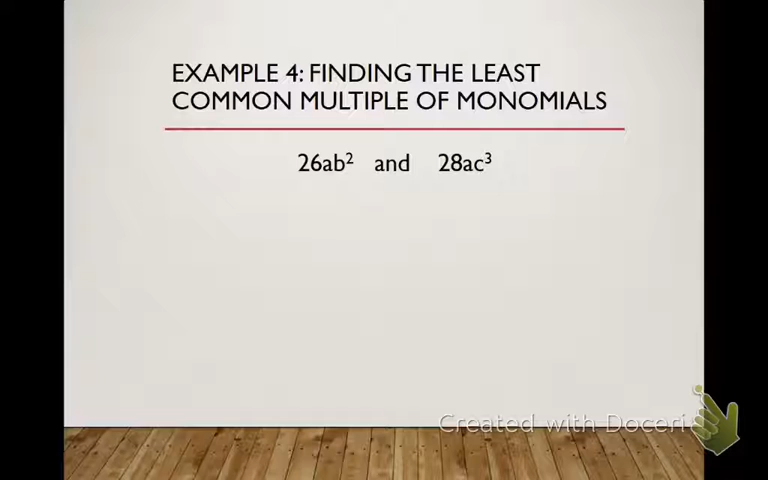 EXAMPLE 4: FINDING THE LEAST
COMMON MULTIPLE OF MONOMIALS
26ab² and 28ac³
Created with Doceri